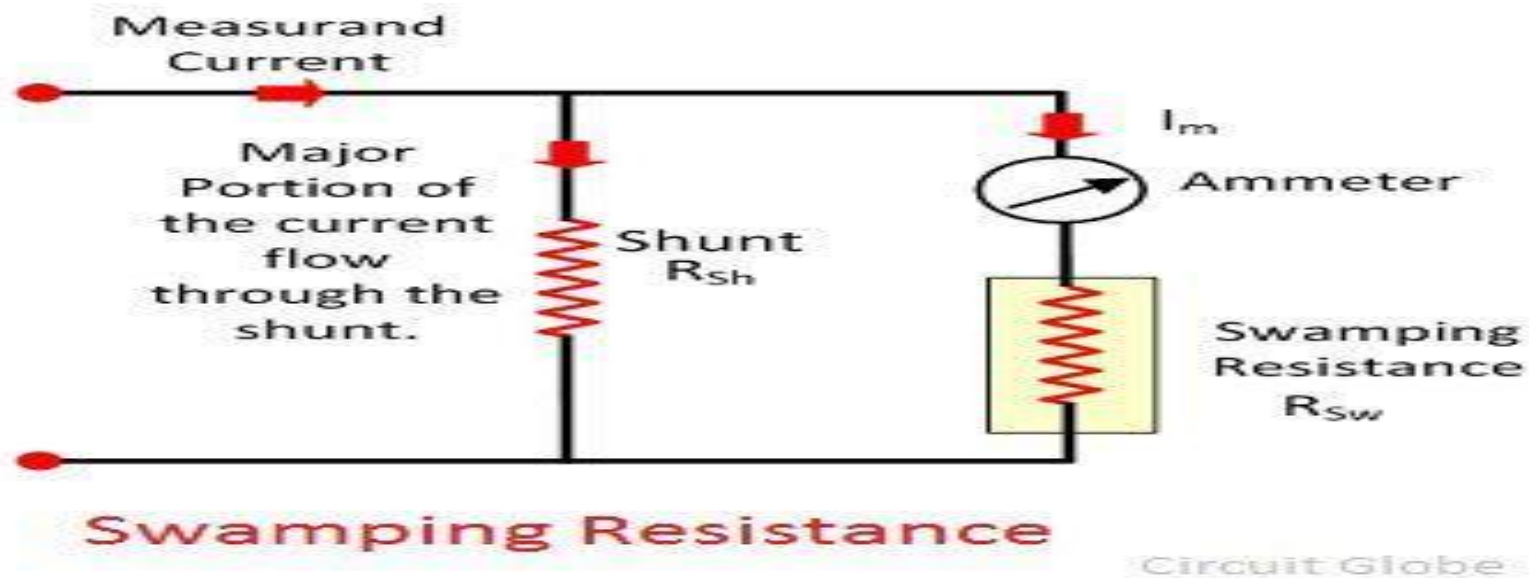 Measurand
Current
Major
Portion of
the current
flow
through the
shunt.
Shunt
RSh
Im
Ammeter
Swamping
Resistance
RSw
Swamping Resistance
Circuit Globe